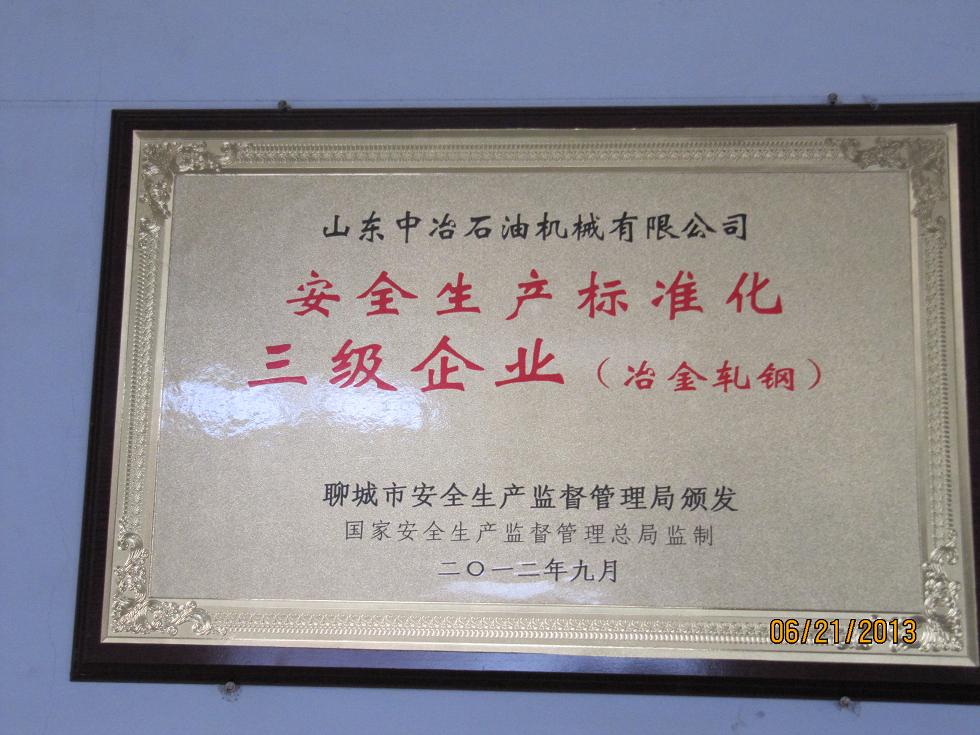 山东中冶石油机械有限公司
安全生产标准化
三级企业（冶金轧钢）
聊城市安全生产监督管理局颁发
国家安全生产监督管理总局监制
二〇一二年九月
06/21/2013